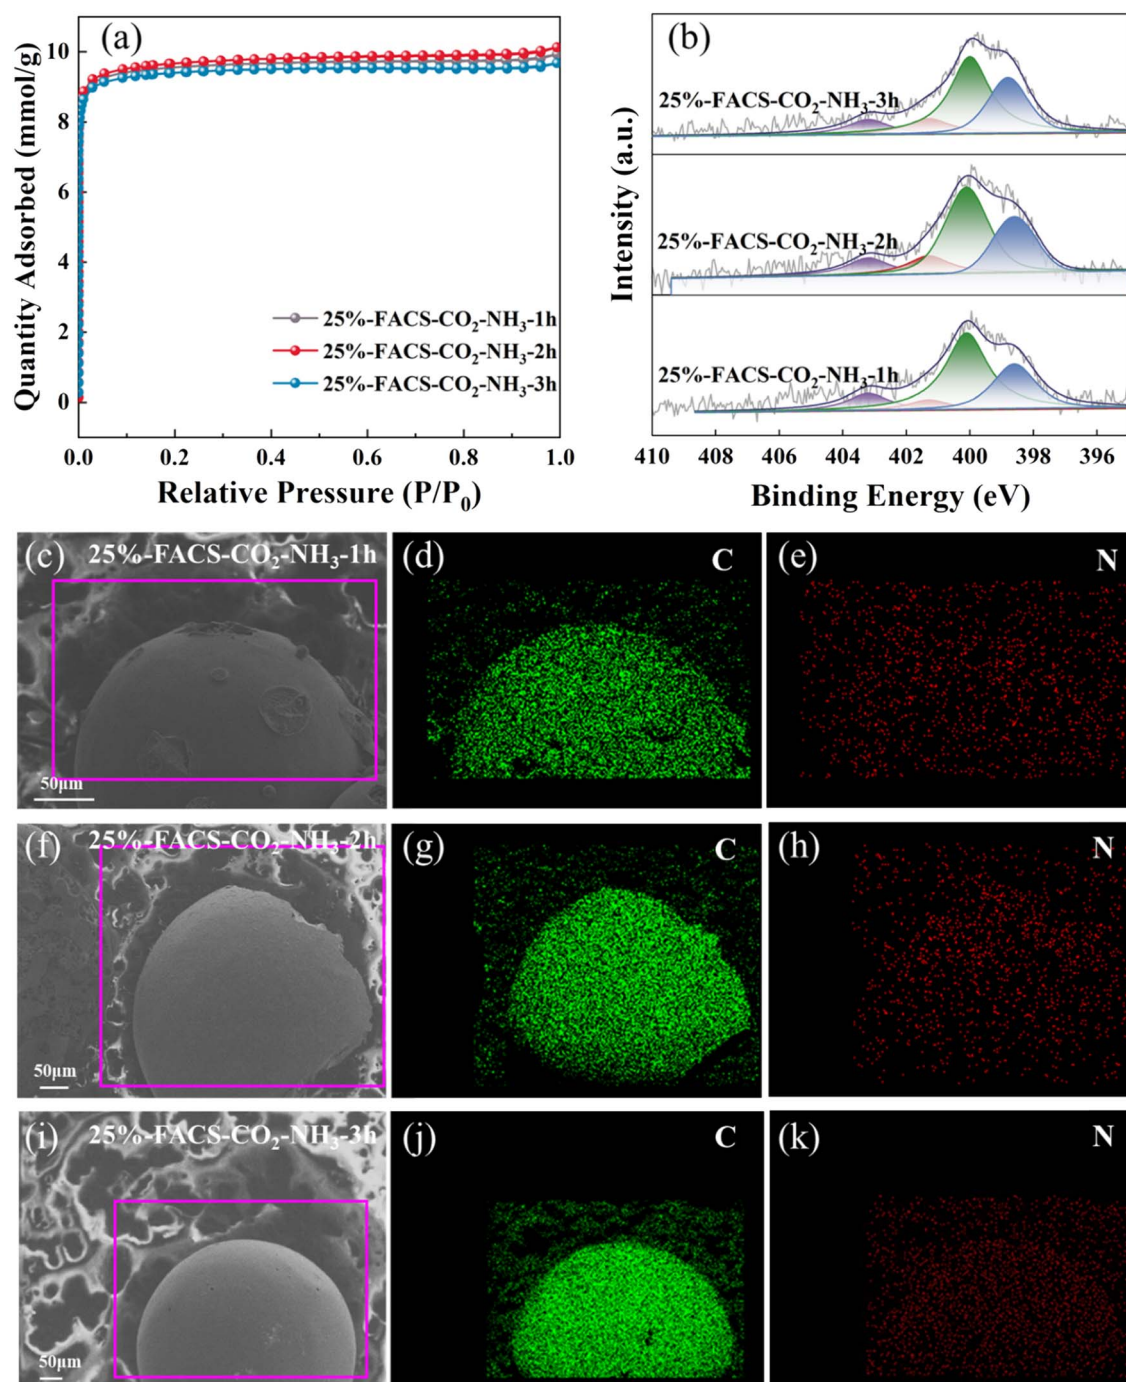 (a)
Quantity Adsorbed (mmol/g)
10
8
6
4
2
0
25%-FACS-CO₂-NH₃-1h
25%-FACS-CO₂-NH₃-2h
25%-FACS-CO₂-NH₃-3h
0.0 0.2 0.4 0.6 0.8 1.0
Relative Pressure (P/P₀)
(b)
Intensity (a.u.)
25%-FACS-CO₂-NH₃-3h
25%-FACS-CO₂-NH₃-2h
25%-FACS-CO₂-NH₃-1h
410 408 406 404 402 400 398 396
Binding Energy (eV)
(c) 25%-FACS-CO₂-NH₃-1h
50μm
(d) C
(e) N
(f) 25%-FACS-CO₂-NH₃-2h
50μm
(g) C
(h) N
(i) 25%-FACS-CO₂-NH₃-3h
50μm
(j) C
(k) N